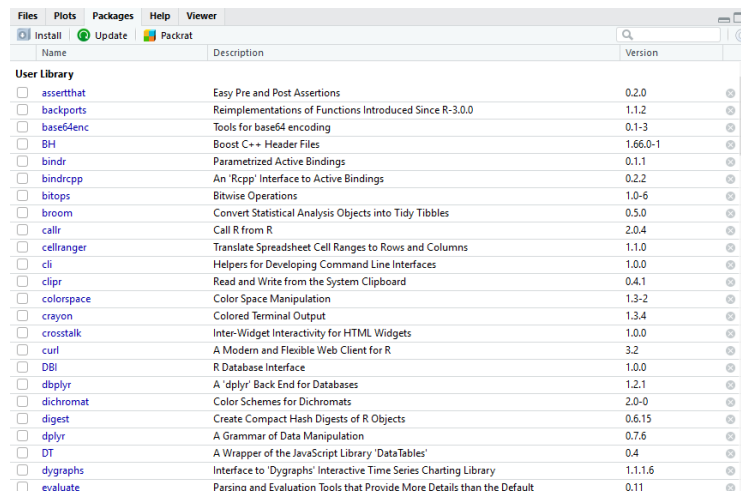 Files Plots Packages Help Viewer
Install Update Packrat
Name Description Version
User Library
assertthat Easy Pre and Post Assertions 0.2.0
backports Reimplementations of Functions Introduced Since R-3.0.0 1.1.2
base64enc Tools for base64 encoding 0.1-3
BH Boost C++ Header Files 1.66.0-1
bindr Parametrized Active Bindings 0.1.1
bindrcpp An 'Rcpp' Interface to Active Bindings 0.2.2
bitops Bitwise Operations 1.0-6
broom Convert Statistical Analysis Objects into Tidy Tibbles 0.5.0
callr Call R from R 2.0.4
cellranger Translate Spreadsheet Cell Ranges to Rows and Columns 1.1.0
cli Helpers for Developing Command Line Interfaces 1.0.0
clipr Read and Write from the System Clipboard 0.4.1
colorspace Color Space Manipulation 1.3-2
crayon Colored Terminal Output 1.3.4
crosstalk Inter-Widget Interactivity for HTML Widgets 1.0.0
curl A Modern and Flexible Web Client for R 3.2
DBI R Database Interface 1.0.0
dbplyr A 'dplyr' Back End for Databases 1.2.1
dichromat Color Schemes for Dichromats 2.0-0
digest Create Compact Hash Digests of R Objects 0.6.15
dplyr A Grammar of Data Manipulation 0.7.6
DT A Wrapper of the JavaScript Library 'DataTables' 0.4
dygraphs Interface to 'Dygraphs' Interactive Time Series Charting Library 1.1.1.6
evaluate Parsing and Evaluation Tools that Provide More Details than the Default 0.11